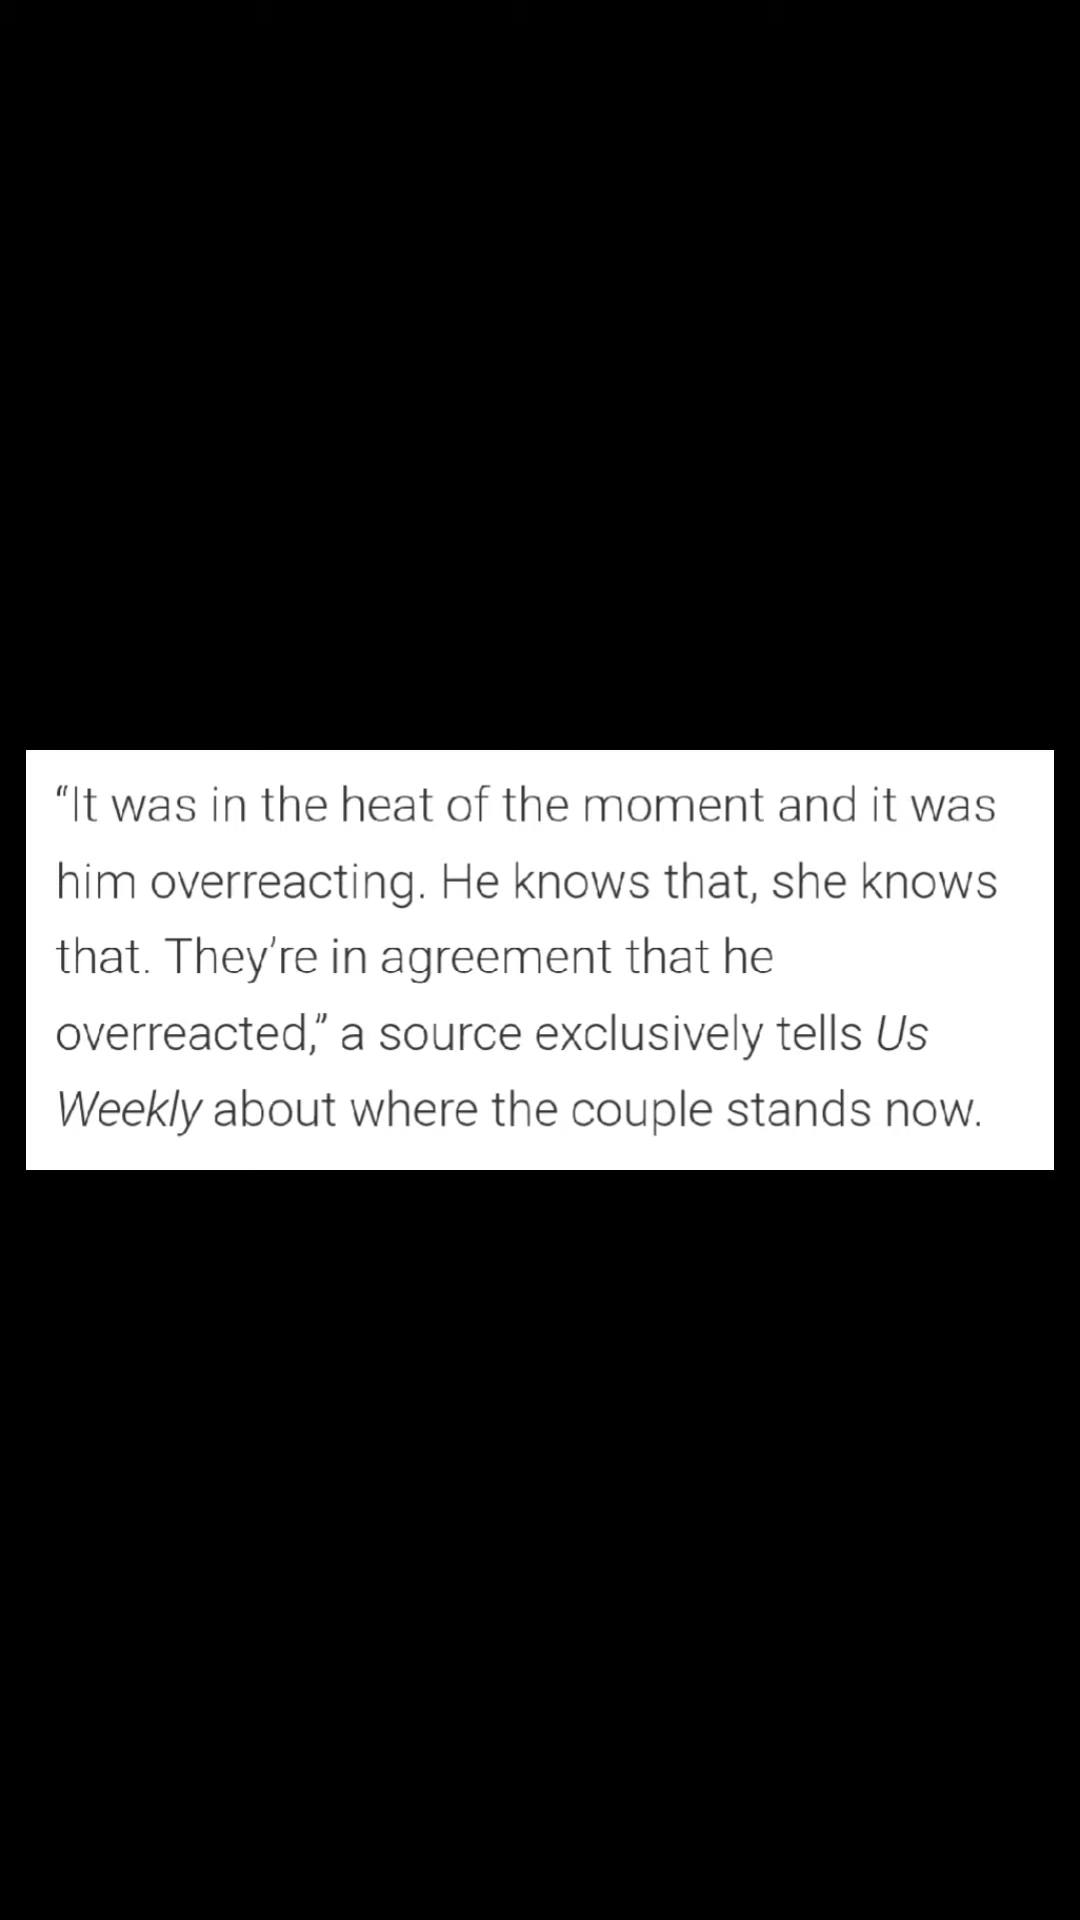 “It was in the heat of the moment and it was
him overreacting. He knows that, she knows
that. They’re in agreement that he
overreacted,” a source exclusively tells Us
Weekly about where the couple stands now.